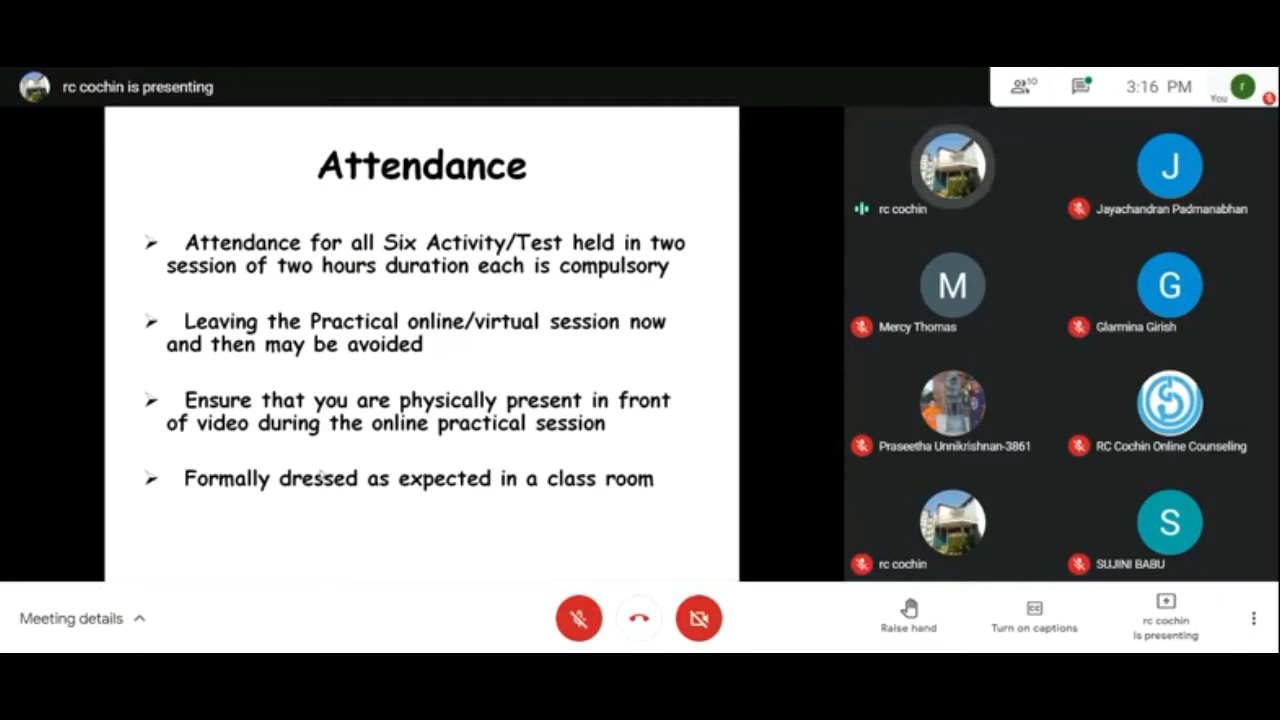 rc cochin is presenting
10
3:16 PM
You
r
Attendance
➢ Attendance for all Six Activity/Test held in two
session of two hours duration each is compulsory
➢ Leaving the Practical online/virtual session now
and then may be avoided
➢ Ensure that you are physically present in front
of video during the online practical session
➢ Formally dressed as expected in a class room
rc cochin
J
Jayachandran Padmanabhan
M
Mercy Thomas
G
Glarmina Girish
Praseetha Unnikrishnan-3861
RC Cochin Online Counseling
rc cochin
S
SUJINI BABU
Meeting details
Raise hand
CC
Turn on captions
rc cochin
is presenting